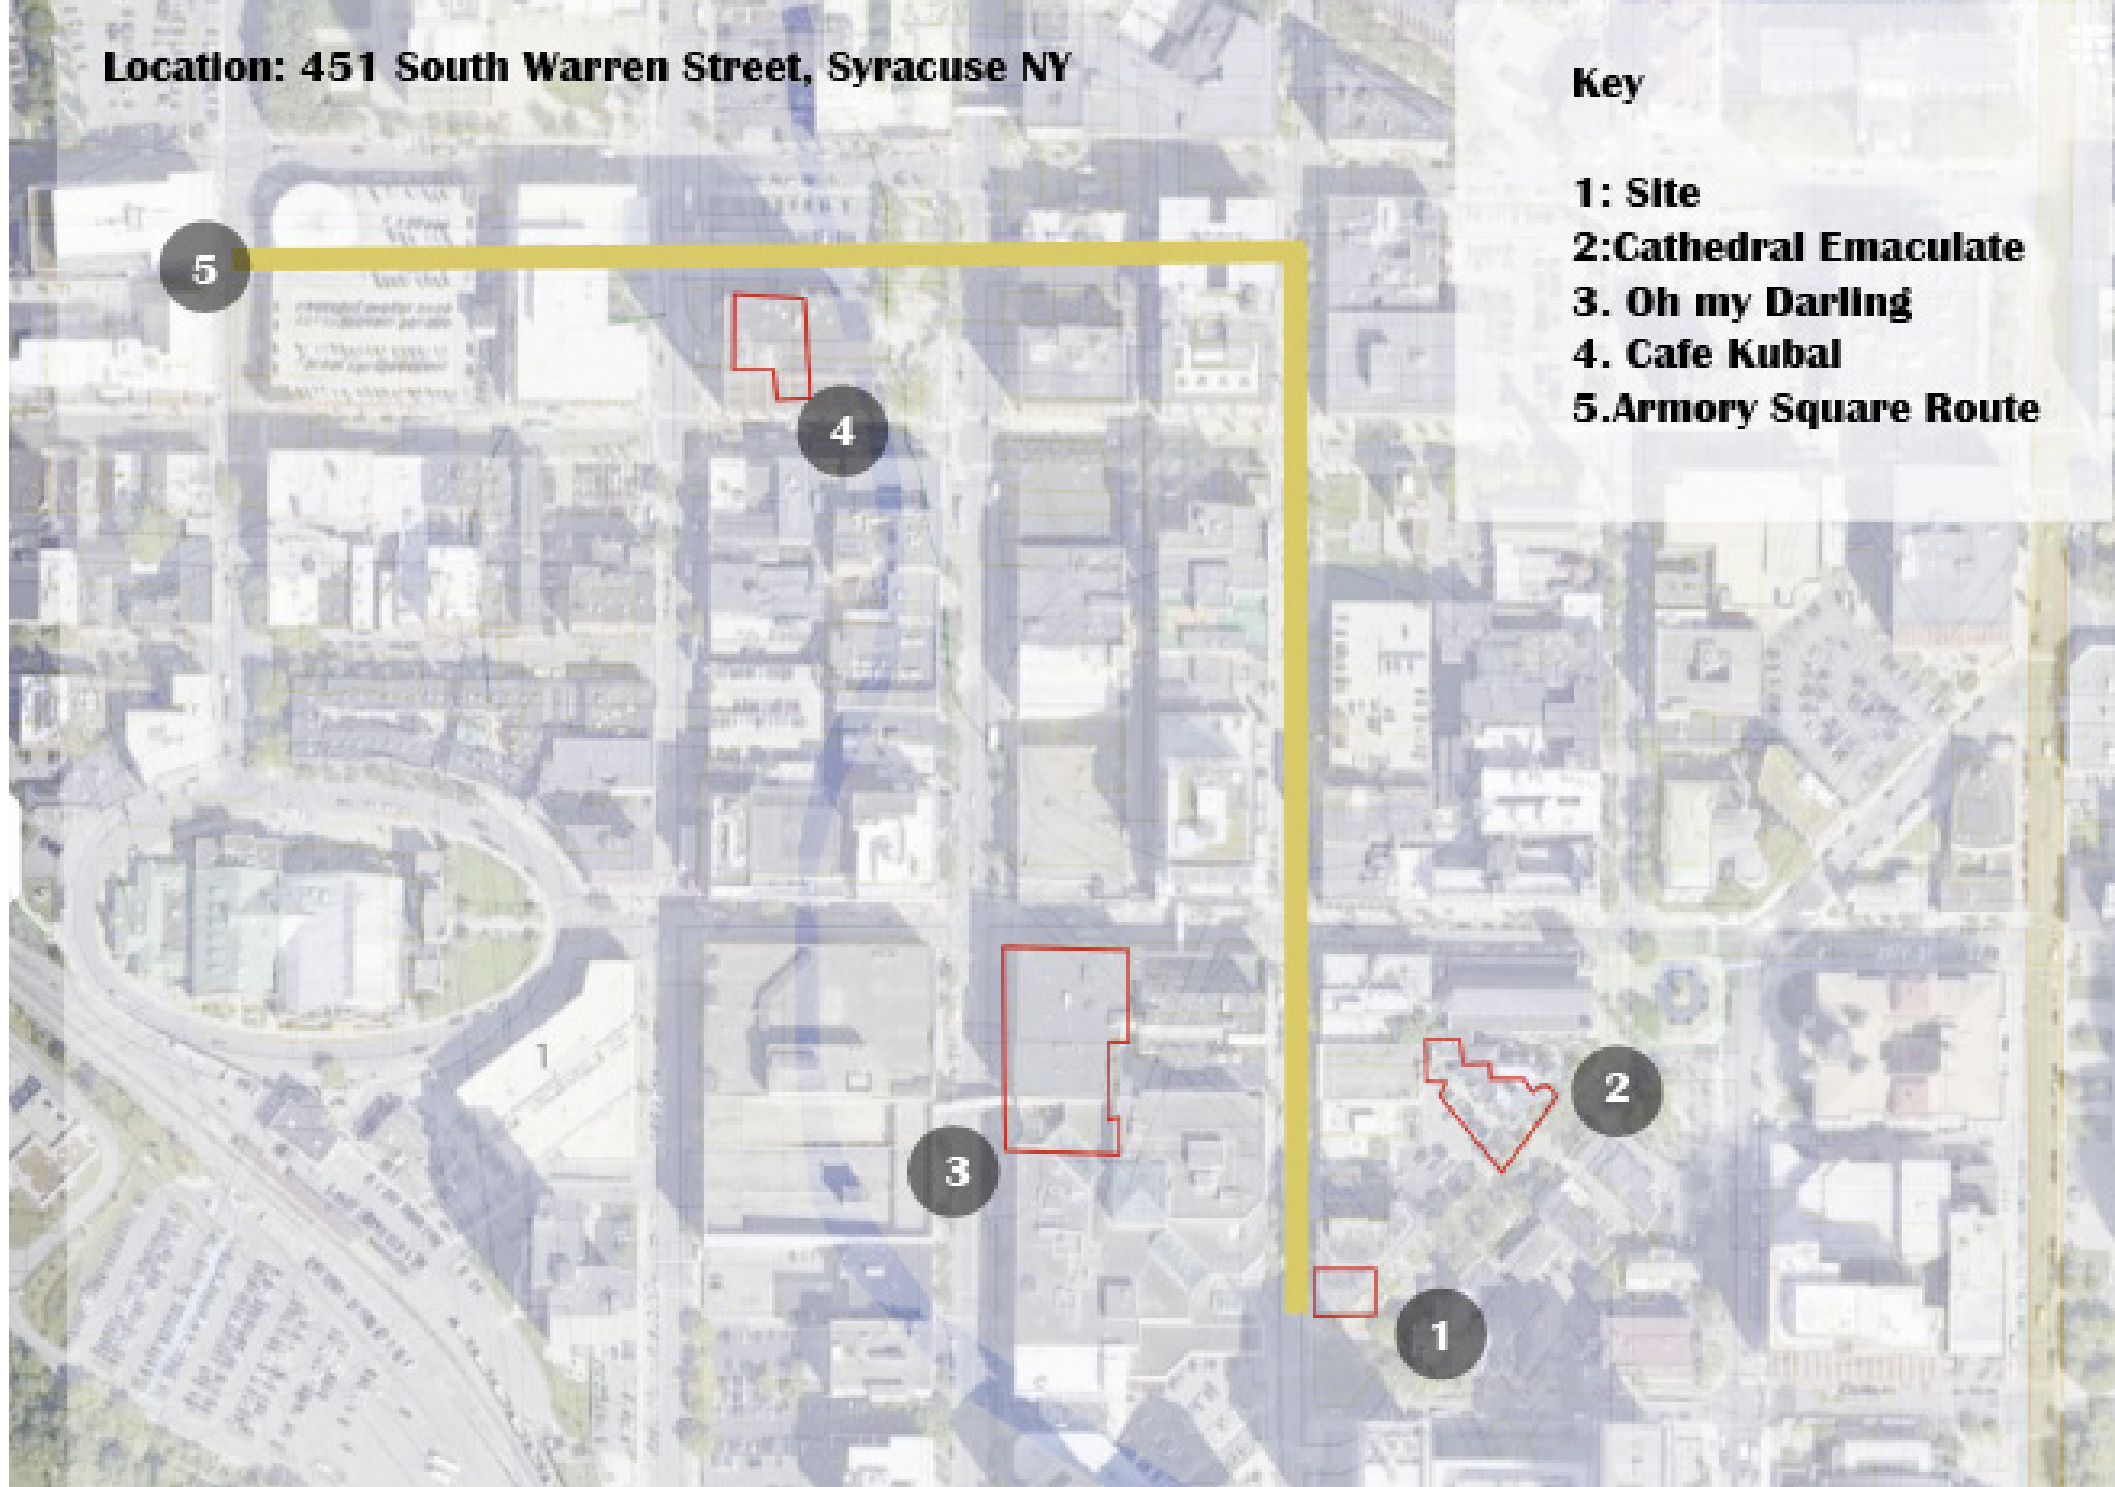 Location: 451 South Warren Street, Syracuse NY
Key
1: Site
2:Cathedral Emaculate
3. Oh my Darling
4. Cafe Kubal
5.Armory Square Route
5
4
1
2
3
1